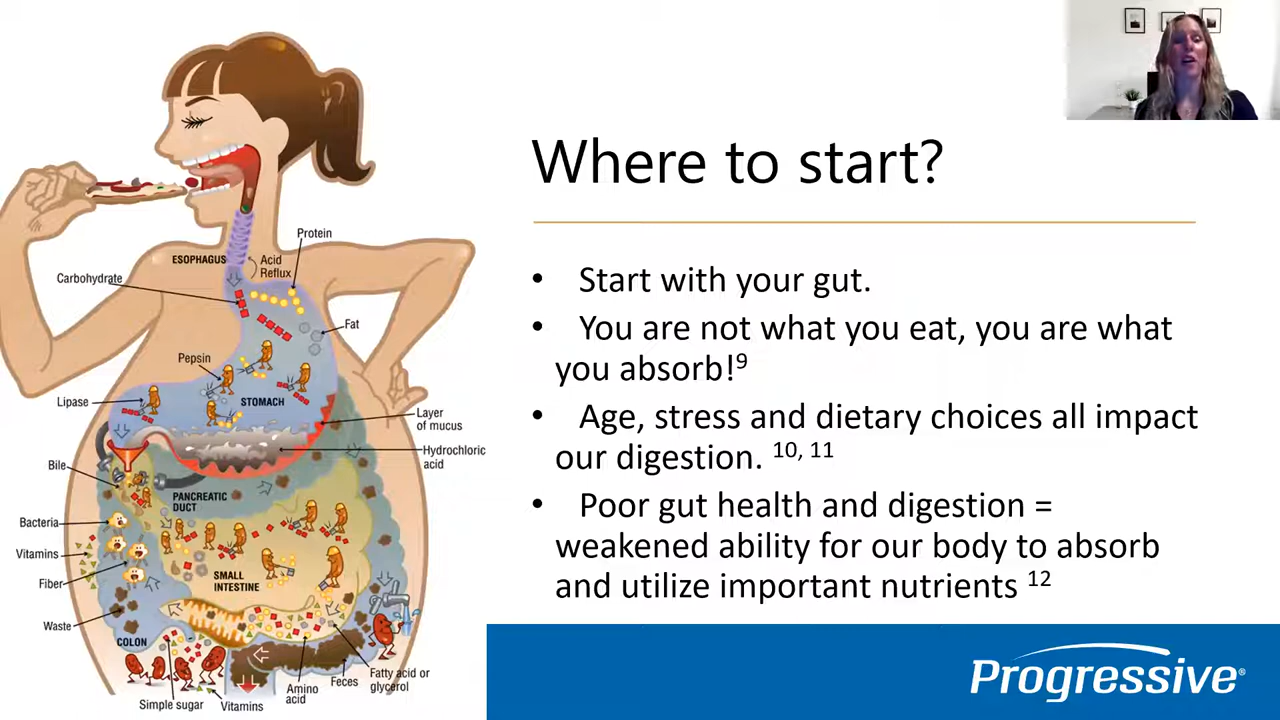 Where to start?
• Start with your gut.
• You are not what you eat, you are what
you absorb!9
• Age, stress and dietary choices all impact
our digestion. 10, 11
• Poor gut health and digestion =
weakened ability for our body to absorb
and utilize important nutrients 12
Protein
ESOPHAGUS
Acid
Reflux
Carbohydrate
Fat
Pepsin
Lipase
STOMACH
Layer
of mucus
Hydrochloric
acid
Bile
PANCREATIC
DUCT
Bacteria
Vitamins
Fiber
SMALL
INTESTINE
Waste
COLON
Feces
Fatty acid or
glycerol
Amino
acid
Simple sugar
Vitamins
Progressive®